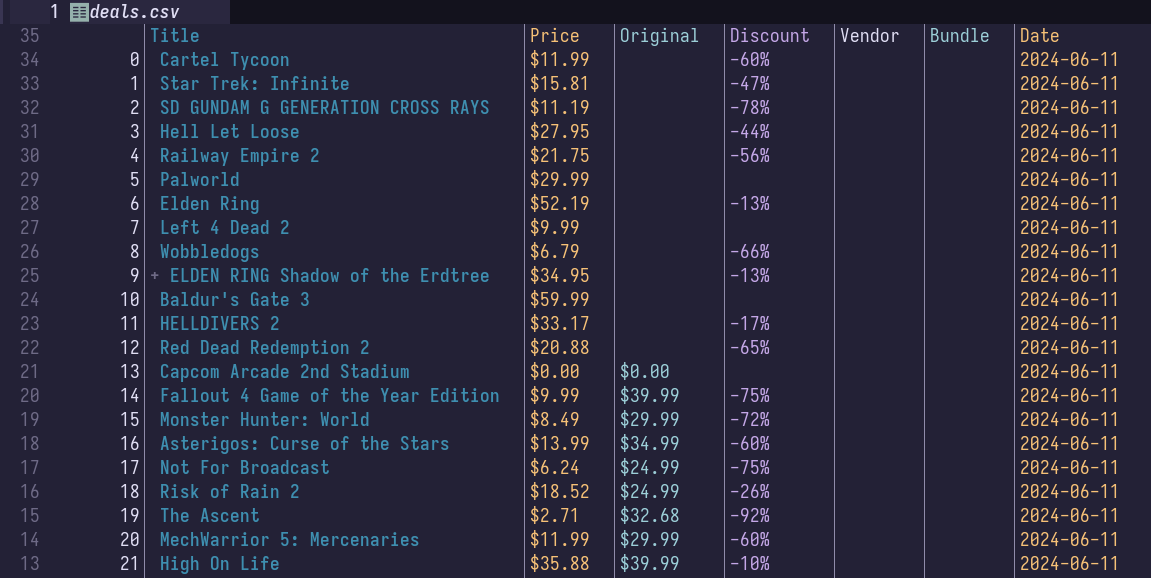 1 deals.csv
35 Title Price Original Discount Vendor Bundle Date
34 0 Cartel Tycoon $11.99 -60% 2024-06-11
33 1 Star Trek: Infinite $15.81 -47% 2024-06-11
32 2 SD GUNDAM G GENERATION CROSS RAYS $11.19 -78% 2024-06-11
31 3 Hell Let Loose $27.95 -44% 2024-06-11
30 4 Railway Empire 2 $21.75 -56% 2024-06-11
29 5 Palworld $29.99 2024-06-11
28 6 Elden Ring $52.19 -13% 2024-06-11
27 7 Left 4 Dead 2 $9.99 2024-06-11
26 8 Wobbledogs $6.79 -66% 2024-06-11
25 9 + ELDEN RING Shadow of the Erdtree $34.95 -13% 2024-06-11
24 10 Baldur's Gate 3 $59.99 2024-06-11
23 11 HELLDIVERS 2 $33.17 -17% 2024-06-11
22 12 Red Dead Redemption 2 $20.88 -65% 2024-06-11
21 13 Capcom Arcade 2nd Stadium $0.00 $0.00 2024-06-11
20 14 Fallout 4 Game of the Year Edition $9.99 $39.99 -75% 2024-06-11
19 15 Monster Hunter: World $8.49 $29.99 -72% 2024-06-11
18 16 Asterigos: Curse of the Stars $13.99 $34.99 -60% 2024-06-11
17 17 Not For Broadcast $6.24 $24.99 -75% 2024-06-11
16 18 Risk of Rain 2 $18.52 $24.99 -26% 2024-06-11
15 19 The Ascent $2.71 $32.68 -92% 2024-06-11
14 20 MechWarrior 5: Mercenaries $11.99 $29.99 -60% 2024-06-11
13 21 High On Life $35.88 $39.99 -10% 2024-06-11